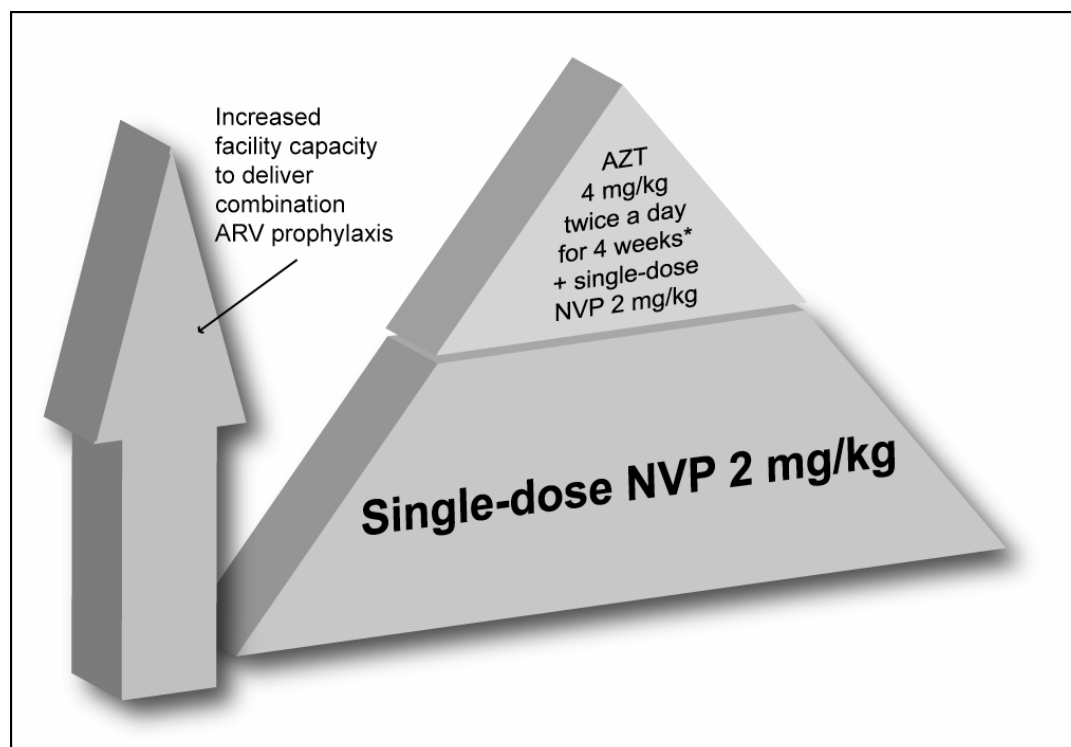 Increased
facility capacity
to deliver
combination
ARV prophylaxis
AZT
4 mg/kg
twice a day
for 4 weeks*
+ single-dose
NVP 2 mg/kg
Single-dose NVP 2 mg/kg